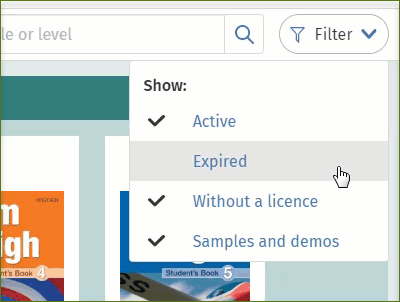 le or level
Filter
Show:
Active
Expired
Without a licence
Samples and demos
OXFORD
m
igh
nt's Book 4
Student's Book 5